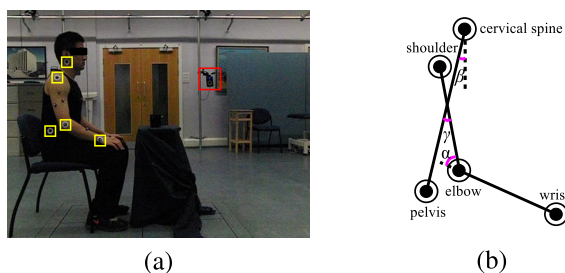 cervical spine
shoulder
β
γ
α
elbow
wris
pelvis
(a)
(b)